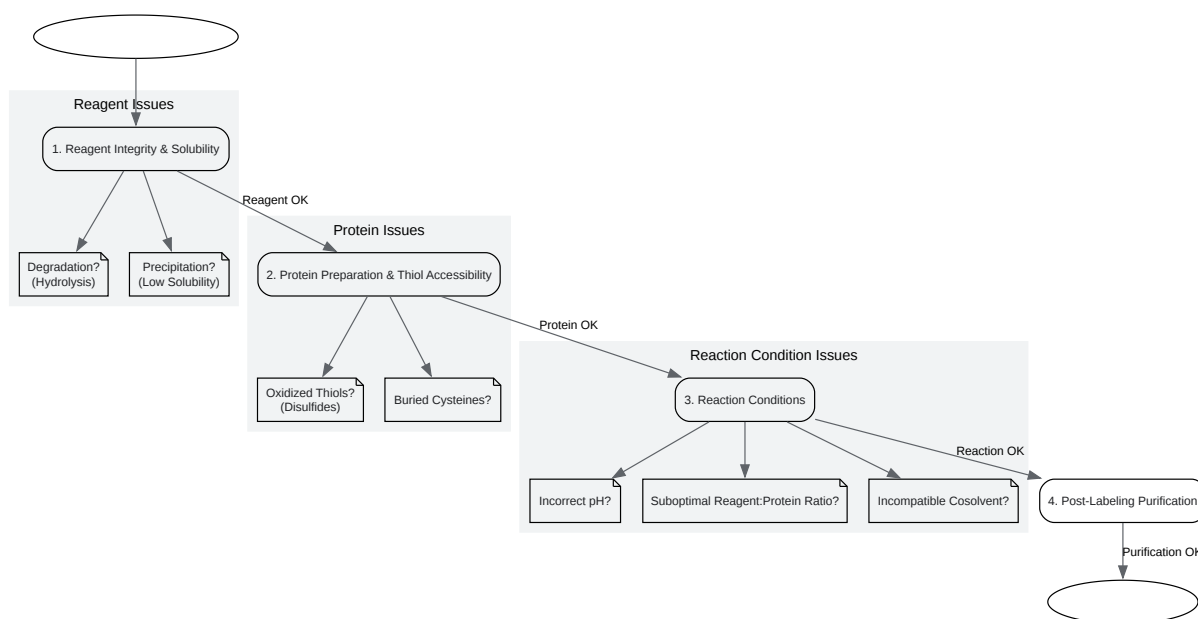 Reagent Issues
1. Reagent Integrity & Solubility
Reagent OK
Degradation?
(Hydrolysis)
Precipitation?
(Low Solubility)
Protein Issues
2. Protein Preparation & Thiol Accessibility
Protein OK
Oxidized Thiols?
(Disulfides)
Buried Cysteines?
Reaction Condition Issues
3. Reaction Conditions
Reaction OK
Incorrect pH?
Suboptimal Reagent:Protein Ratio?
Incompatible Cosolvent?
4. Post-Labeling Purification
Purification OK